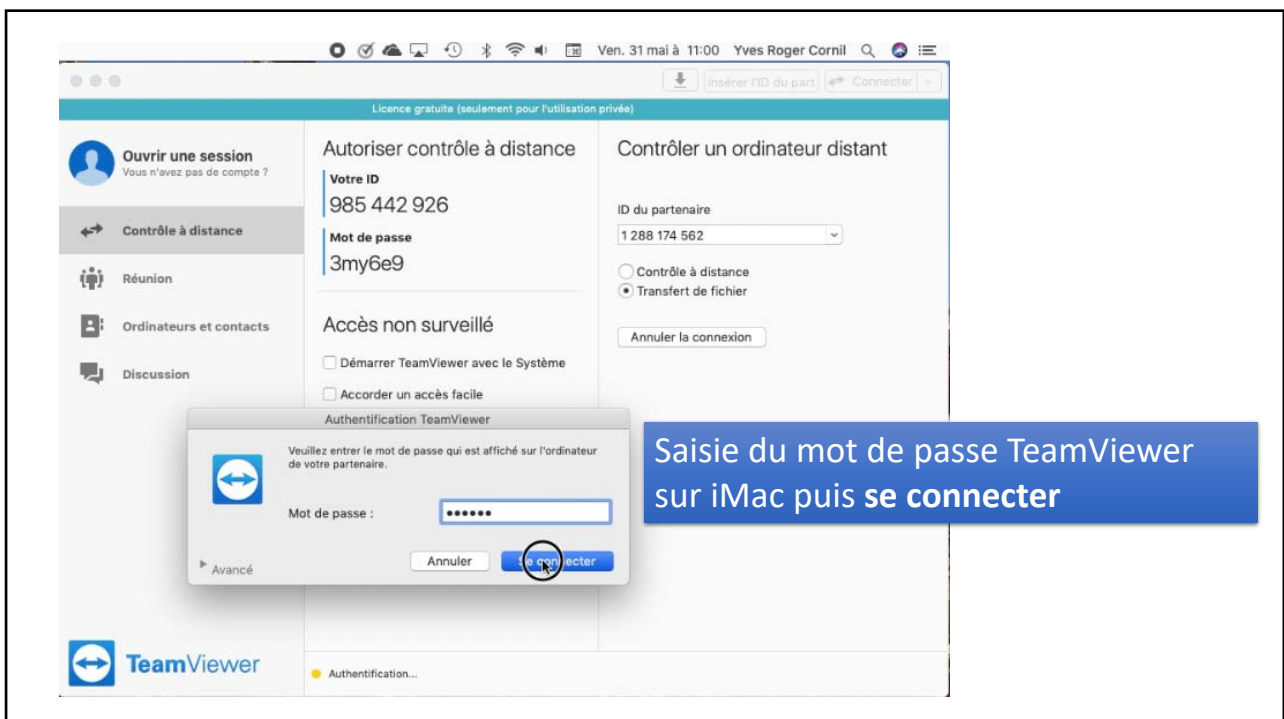 Ven. 31 mai à 11:00 Yves Roger Cornil
Insérer l'ID du part Connecter
Licence gratuite (seulement pour l'utilisation privée)
Ouvrir une session
Vous n'avez pas de compte ?
Contrôle à distance
Réunion
Ordinateurs et contacts
Discussion
Autoriser contrôle à distance
Votre ID
985 442 926
Mot de passe
3my6e9
Accès non surveillé
Démarrer TeamViewer avec le Système
Accorder un accès facile
Contrôler un ordinateur distant
ID du partenaire
1 288 174 562
Contrôle à distance
Transfert de fichier
Annuler la connexion
Authentification TeamViewer
Veuillez entrer le mot de passe qui est affiché sur l'ordinateur
de votre partenaire.
Mot de passe : ••••••
Avancé
Annuler Se connecter
Saisie du mot de passe TeamViewer
sur iMac puis se connecter
TeamViewer
Authentification...